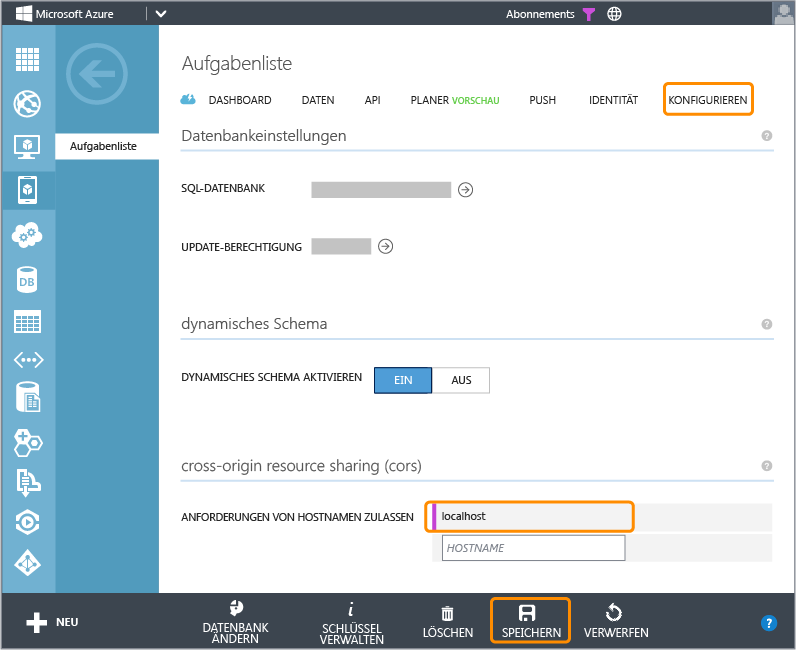 Microsoft Azure
Abonnements
Aufgabenliste
Aufgabenliste
DASHBOARD DATEN API PLANER VORSCHAU PUSH IDENTITÄT KONFIGURIEREN
Datenbankeinstellungen ?
SQL-DATENBANK
UPDATE-BERECHTIGUNG
dynamisches Schema ?
DYNAMISCHES SCHEMA AKTIVIEREN EIN AUS
cross-origin resource sharing (cors) ?
ANFORDERUNGEN VON HOSTNAMEN ZULASSEN localhost
HOSTNAME
DB
NEU
DATENBANK
ÄNDERN
i
SCHLÜSSEL
VERWALTEN
LÖSCHEN
SPEICHERN
VERWERFEN
?